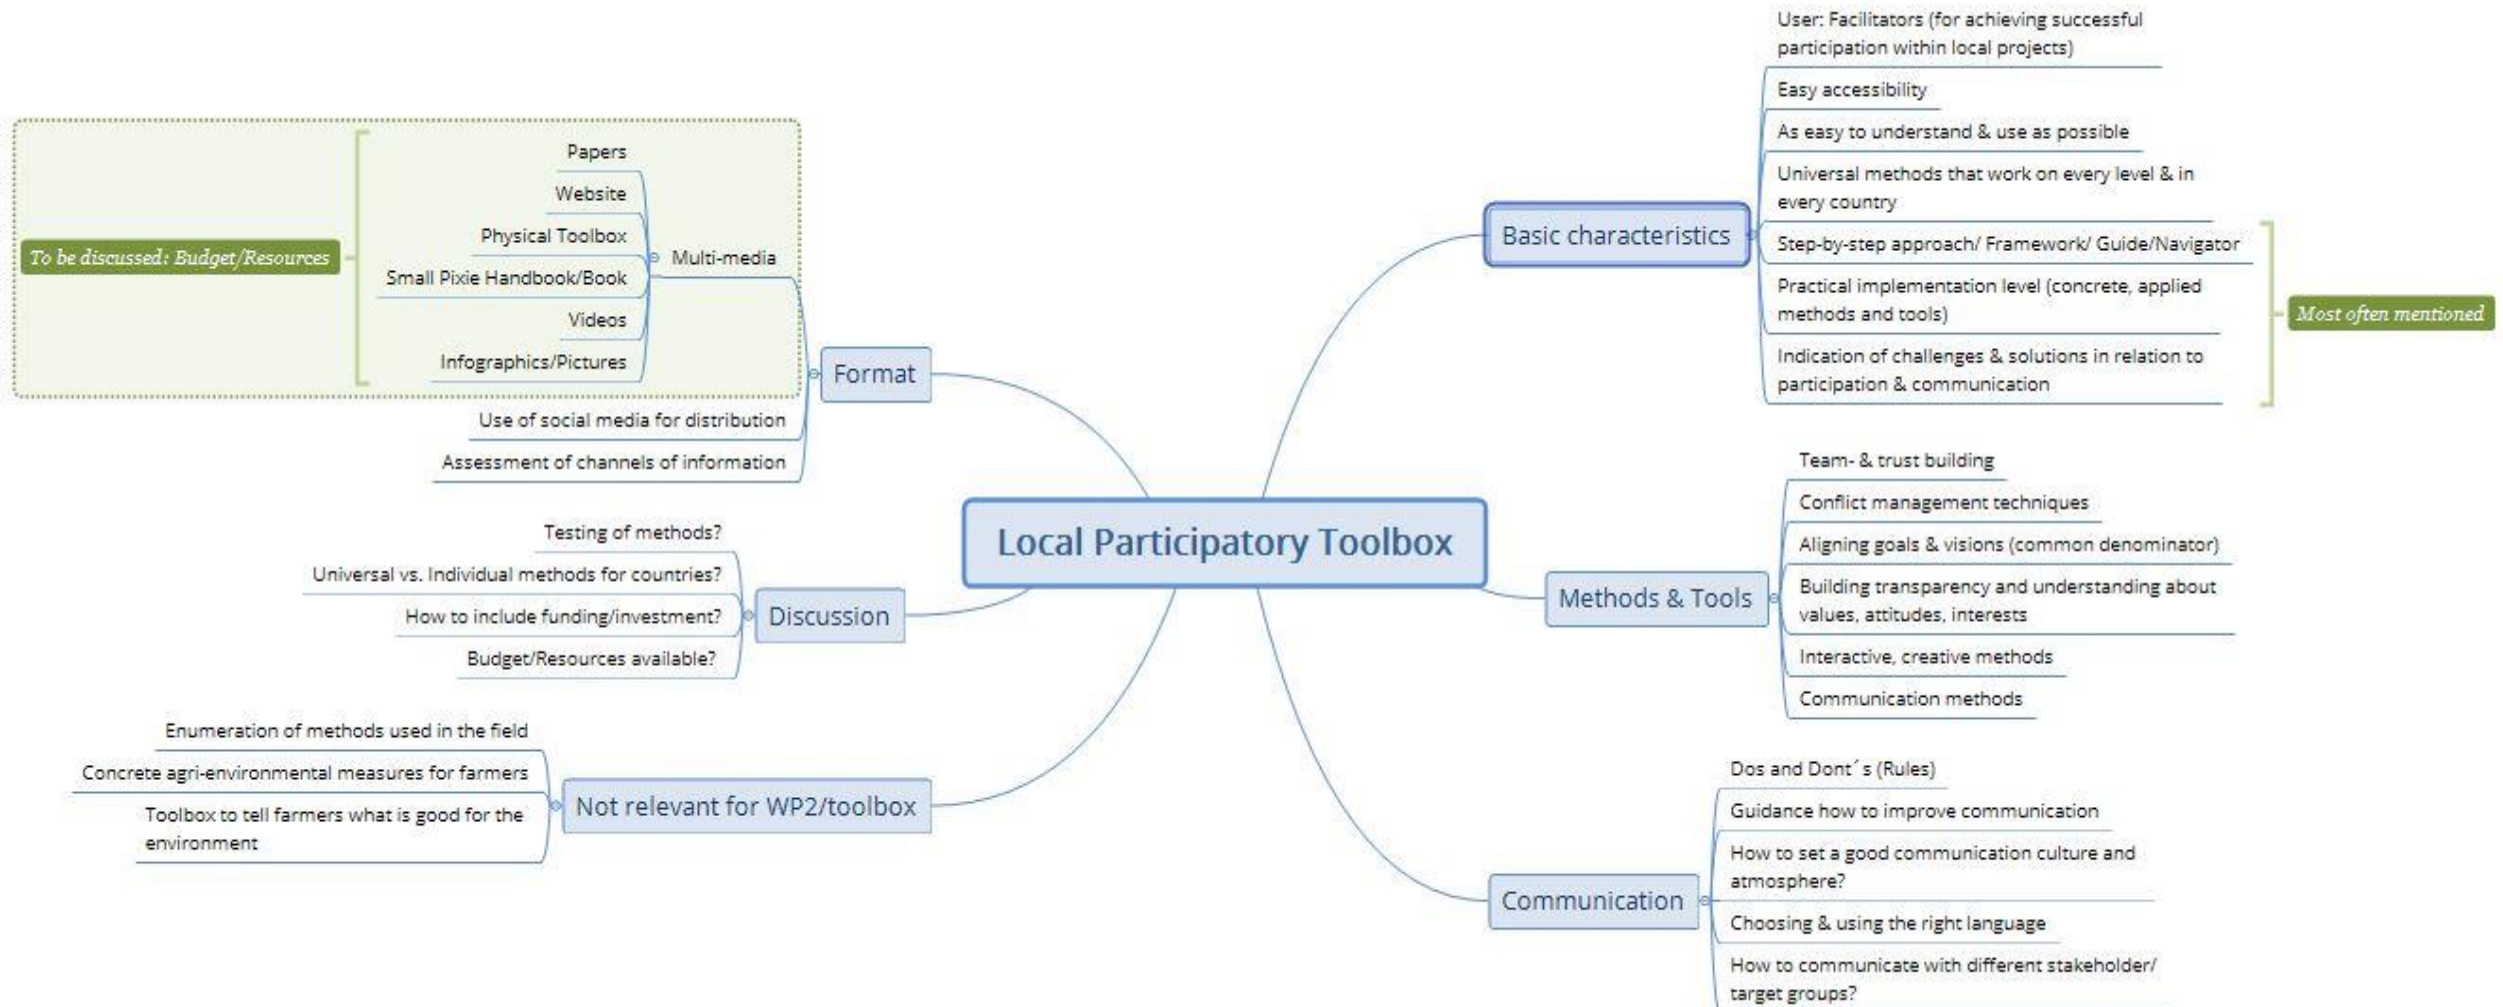 Local Participatory Toolbox
Basic characteristics
User: Facilitators (for achieving successful
participation within local projects)
Easy accessibility
As easy to understand & use as possible
Universal methods that work on every level & in
every country
Step-by-step approach/ Framework/ Guide/Navigator
Practical implementation level (concrete, applied
methods and tools)
Indication of challenges & solutions in relation to
participation & communication
Most often mentioned
Methods & Tools
Team- & trust building
Conflict management techniques
Aligning goals & visions (common denominator)
Building transparency and understanding about
values, attitudes, interests
Interactive, creative methods
Communication methods
Communication
Dos and Dont´s (Rules)
Guidance how to improve communication
How to set a good communication culture and
atmosphere?
Choosing & using the right language
How to communicate with different stakeholder/
target groups?
Format
Multi-media
Papers
Website
Physical Toolbox
Small Pixie Handbook/Book
Videos
Infographics/Pictures
To be discussed: Budget/Resources
Use of social media for distribution
Assessment of channels of information
Discussion
Testing of methods?
Universal vs. Individual methods for countries?
How to include funding/investment?
Budget/Resources available?
Not relevant for WP2/toolbox
Enumeration of methods used in the field
Concrete agri-environmental measures for farmers
Toolbox to tell farmers what is good for the
environment